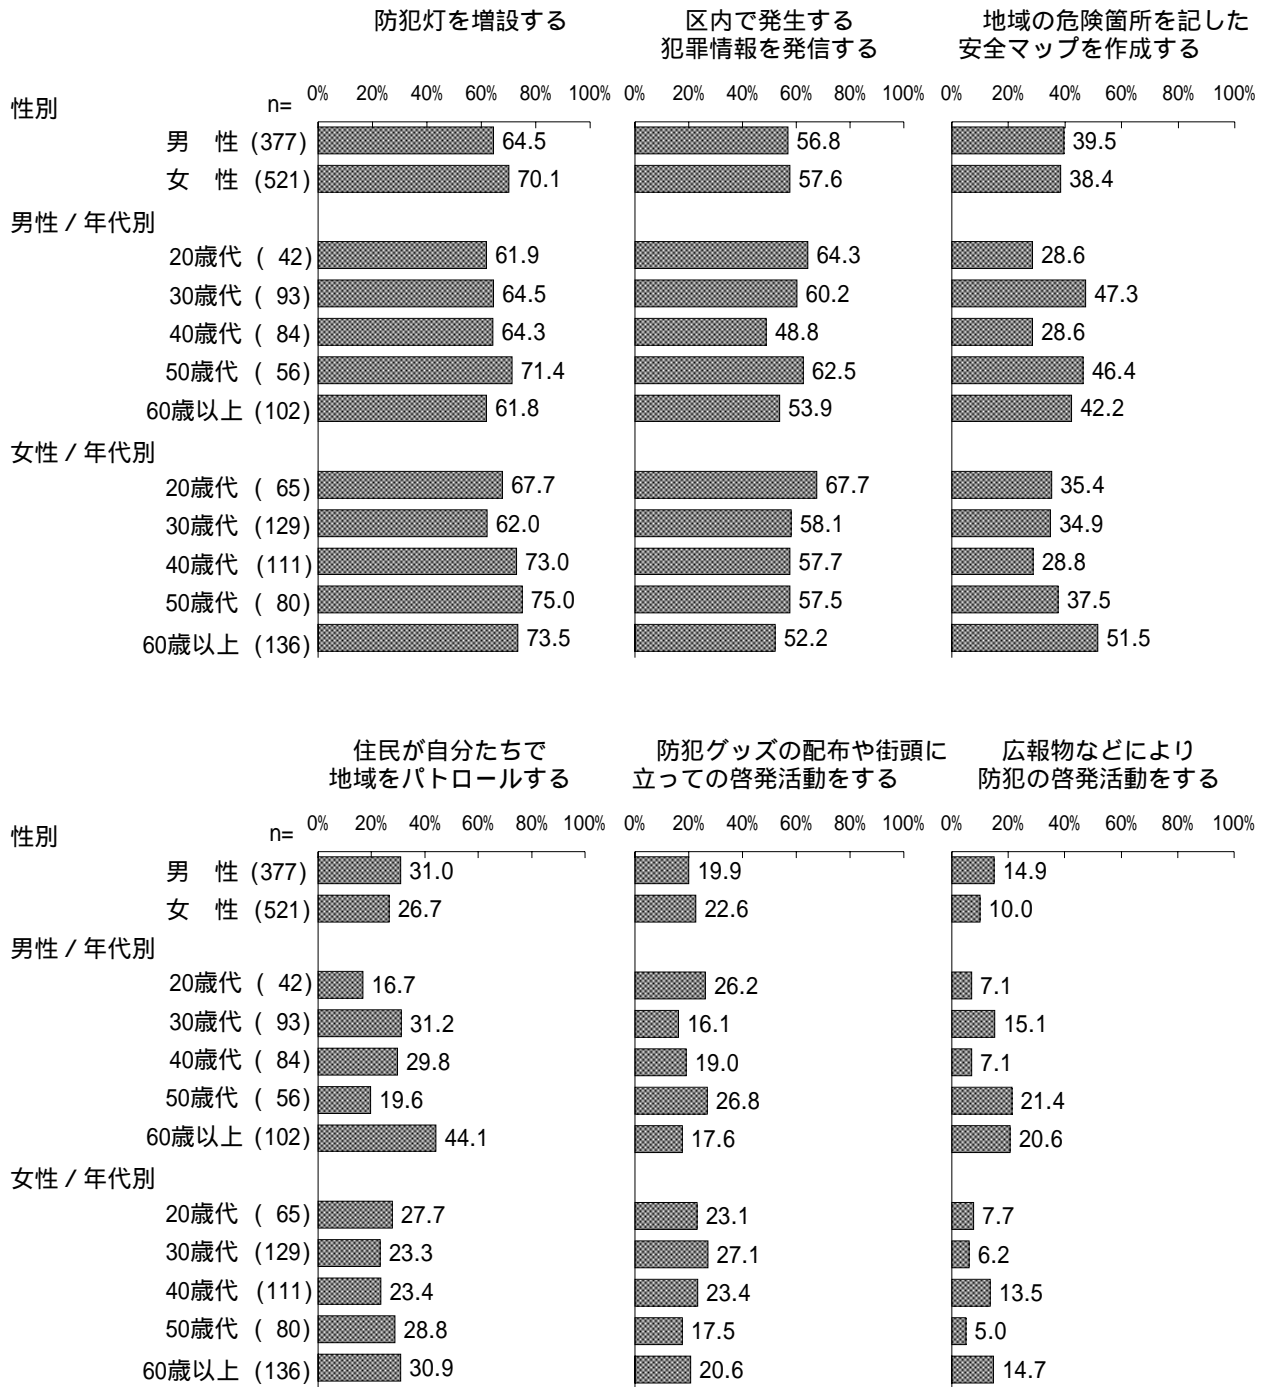 防犯灯を増設する
区内で発生する
犯罪情報を発信する
地域の危険箇所を記した
安全マップを作成する
性別 n= 0% 20% 40% 60% 80% 100% 0% 20% 40% 60% 80% 100% 0% 20% 40% 60% 80% 100%
男 性 (377) 64.5 56.8 39.5
女 性 (521) 70.1 57.6 38.4
男性 / 年代別
20歳代 ( 42) 61.9 64.3 28.6
30歳代 ( 93) 64.5 60.2 47.3
40歳代 ( 84) 64.3 48.8 28.6
50歳代 ( 56) 71.4 62.5 46.4
60歳以上 (102) 61.8 53.9 42.2
女性 / 年代別
20歳代 ( 65) 67.7 67.7 35.4
30歳代 (129) 62.0 58.1 34.9
40歳代 (111) 73.0 57.7 28.8
50歳代 ( 80) 75.0 57.5 37.5
60歳以上 (136) 73.5 52.2 51.5
住民が自分たちで
地域をパトロールする
防犯グッズの配布や街頭に
立っての啓発活動をする
広報物などにより
防犯の啓発活動をする
性別 n= 0% 20% 40% 60% 80% 100% 0% 20% 40% 60% 80% 100% 0% 20% 40% 60% 80% 100%
男 性 (377) 31.0 19.9 14.9
女 性 (521) 26.7 22.6 10.0
男性 / 年代別
20歳代 ( 42) 16.7 26.2 7.1
30歳代 ( 93) 31.2 16.1 15.1
40歳代 ( 84) 29.8 19.0 7.1
50歳代 ( 56) 19.6 26.8 21.4
60歳以上 (102) 44.1 17.6 20.6
女性 / 年代別
20歳代 ( 65) 27.7 23.1 7.7
30歳代 (129) 23.3 27.1 6.2
40歳代 (111) 23.4 23.4 13.5
50歳代 ( 80) 28.8 17.5 5.0
60歳以上 (136) 30.9 20.6 14.7